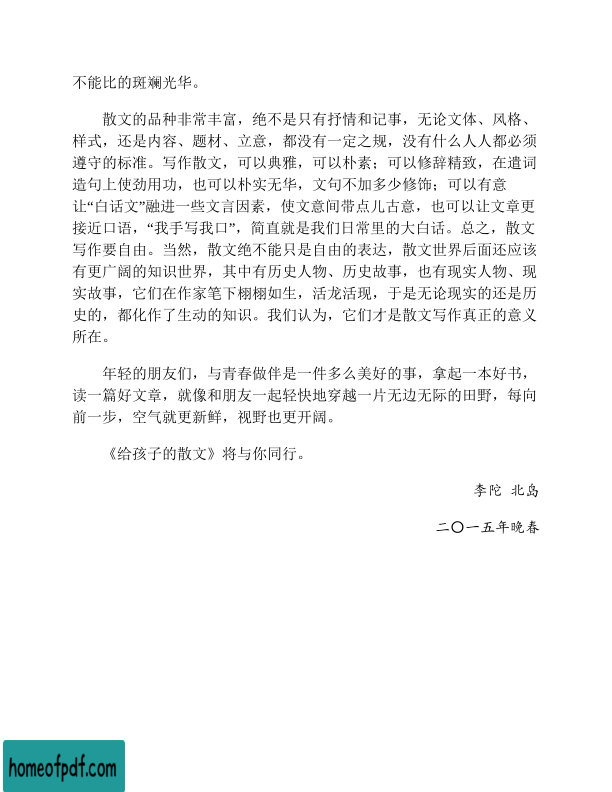 不能比的斑斓光华。
散文的品种非常丰富，绝不是只有抒情和记事，无论文体、风格、
样式，还是内容、题材、立意，都没有一定之规，没有什么人人都必须
遵守的标准。写作散文，可以典雅，可以朴素；可以修辞精致，在遣词
造句上使劲用功，也可以朴实无华，文句不加多少修饰；可以有意
让“白话文”融进一些文言因素，使文意间带点儿古意，也可以让文章更
接近口语，“我手写我口”，简直就是我们日常里的大白话。总之，散文
写作要自由。当然，散文绝不能只是自由的表达，散文世界后面还应该
有更广阔的知识世界，其中有历史人物、历史故事，也有现实人物、现
实故事，它们在作家笔下栩栩如生，活龙活现，于是无论现实的还是历
史的，都化作了生动的知识。我们认为，它们才是散文写作真正的意义
所在。
年轻的朋友们，与青春做伴是一件多么美好的事，拿起一本好书，
读一篇好文章，就像和朋友一起轻快地穿越一片无边无际的田野，每向
前一步，空气就更新鲜，视野也更开阔。
《给孩子的散文》将与你同行。
李陀 北岛
二〇一五年晚春
homeofpdf.com